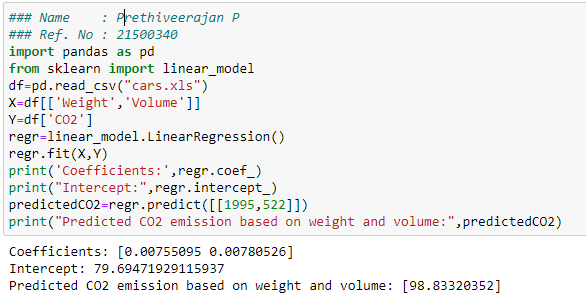 ### Name    : Prethiveerajan P
### Ref. No : 21500340
import pandas as pd
from sklearn import linear_model
df=pd.read_csv("cars.xls")
X=df[['Weight','Volume']]
Y=df['CO2']
regr=linear_model.LinearRegression()
regr.fit(X,Y)
print('Coefficients:',regr.coef_)
print("Intercept:",regr.intercept_)
predictedCO2=regr.predict([[1995,522]])
print("Predicted CO2 emission based on weight and volume:",predictedCO2)
Coefficients: [0.00755095 0.00780526]
Intercept: 79.69471929115937
Predicted CO2 emission based on weight and volume: [98.83320352]